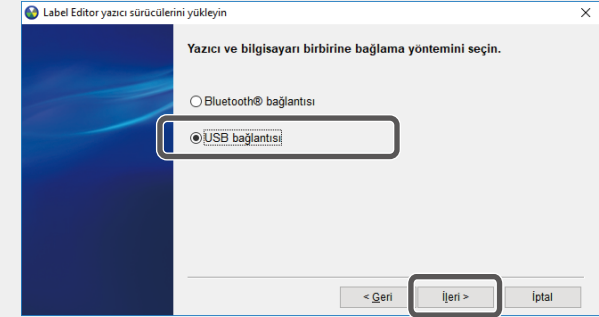 Label Editor yazıcı sürücülerini yükleyin
Yazıcı ve bilgisayarı birbirine bağlama yöntemini seçin.
Bluetooth® bağlantısı
USB bağlantısı
< Geri İleri > İptal